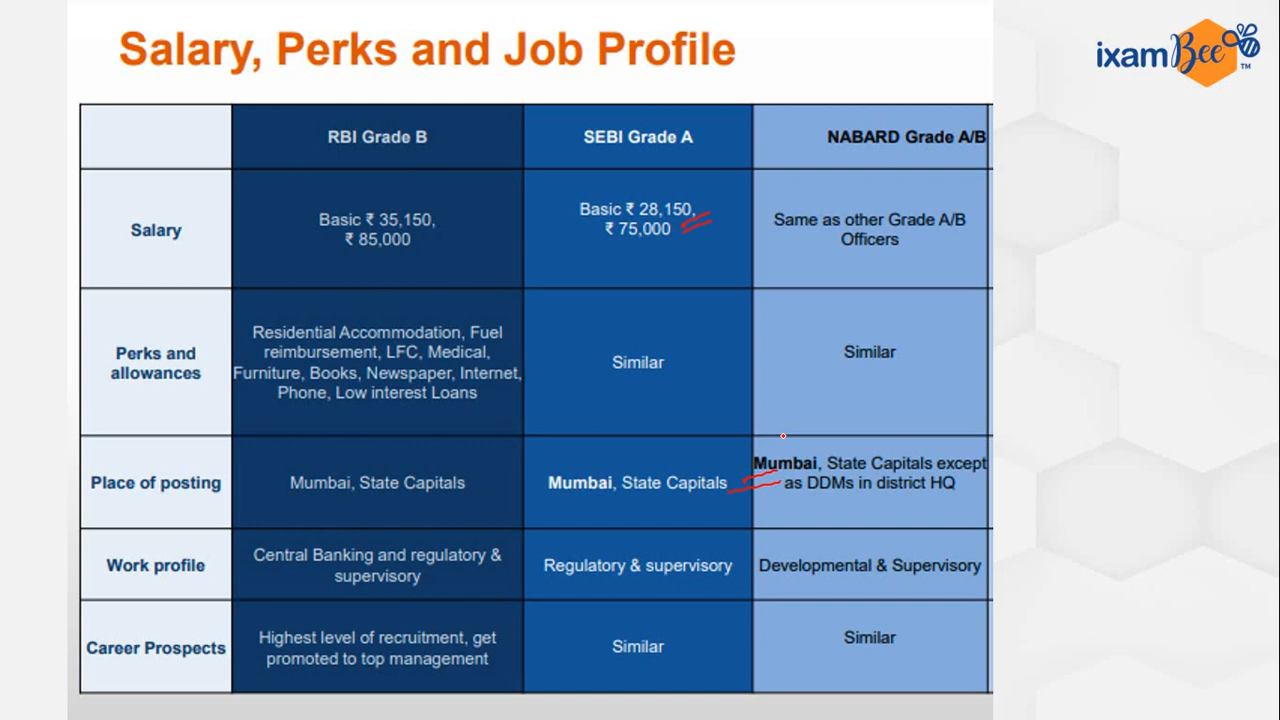 Salary, Perks and Job Profile
ixamBee
TM
RBI Grade B
SEBI Grade A
NABARD Grade A/B
Salary
Basic ₹ 35,150,
₹ 85,000
Basic ₹ 28,150,
₹ 75,000
Same as other Grade A/B
Officers
Perks and
allowances
Residential Accommodation, Fuel
reimbursement, LFC, Medical,
Furniture, Books, Newspaper, Internet,
Phone, Low interest Loans
Similar
Similar
Place of posting
Mumbai, State Capitals
Mumbai, State Capitals
Mumbai, State Capitals except
as DDMs in district HQ
Work profile
Central Banking and regulatory &
supervisory
Regulatory & supervisory
Developmental & Supervisory
Career Prospects
Highest level of recruitment, get
promoted to top management
Similar
Similar